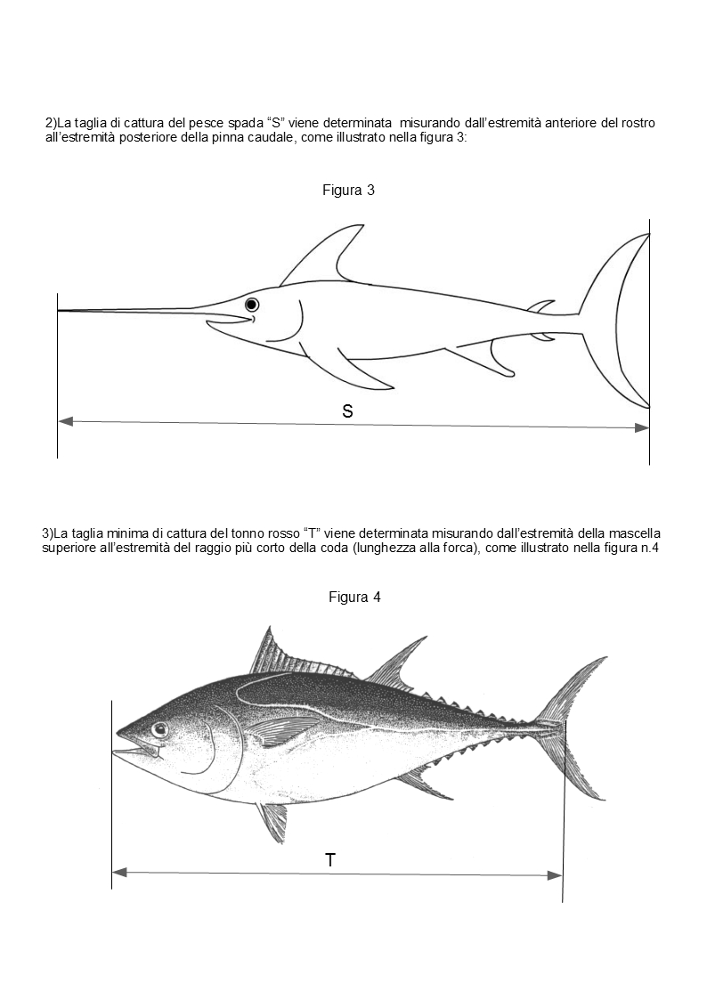 2)La taglia di cattura del pesce spada “S” viene determinata  misurando dall’estremità anteriore del rostro
all’estremità posteriore della pinna caudale, come illustrato nella figura 3:
Figura 3
S
3)La taglia minima di cattura del tonno rosso “T” viene determinata misurando dall’estremità della mascella
superiore all’estremità del raggio più corto della coda (lunghezza alla forca), come illustrato nella figura n.4
Figura 4
T